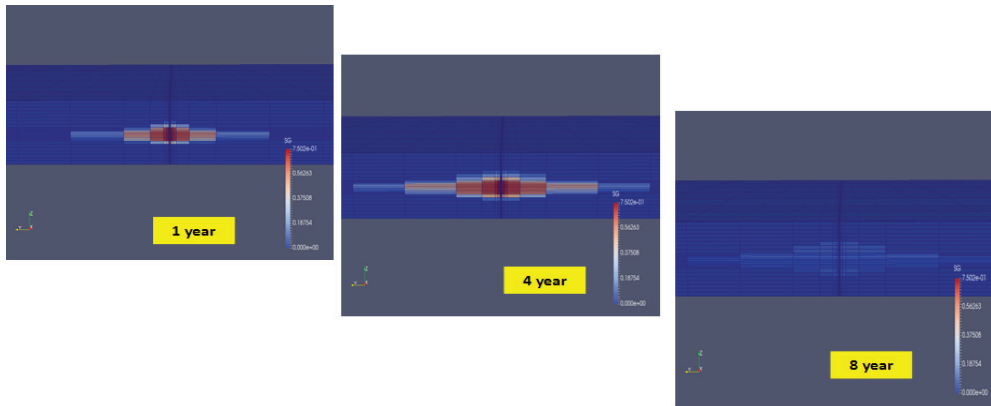 SG
7.502e-01
0.56263
0.37508
0.18754
0.000e+00
Z
Y
X
1 year
SG
7.502e-01
0.56263
0.37508
0.18754
0.000e+00
Z
Y
X
4 year
SG
7.502e-01
0.56263
0.37508
0.18754
0.000e+00
Z
Y
X
8 year